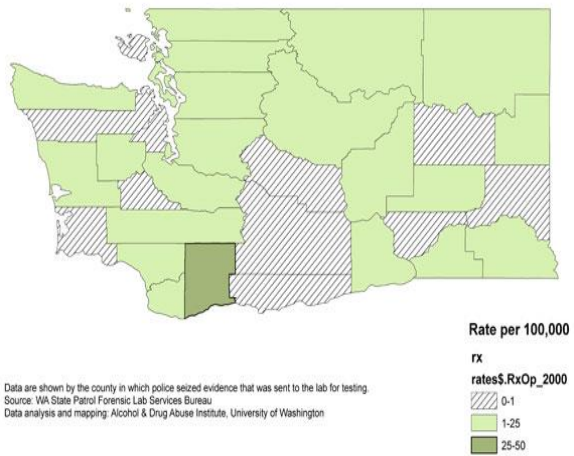 Rate per 100,000
rx
rates$.RxOp_2000
0-1
1-25
25-50
Data are shown by the county in which police seized evidence that was sent to the lab for testing.
Source: WA State Patrol Forensic Lab Services Bureau
Data analysis and mapping: Alcohol & Drug Abuse Institute, University of Washington